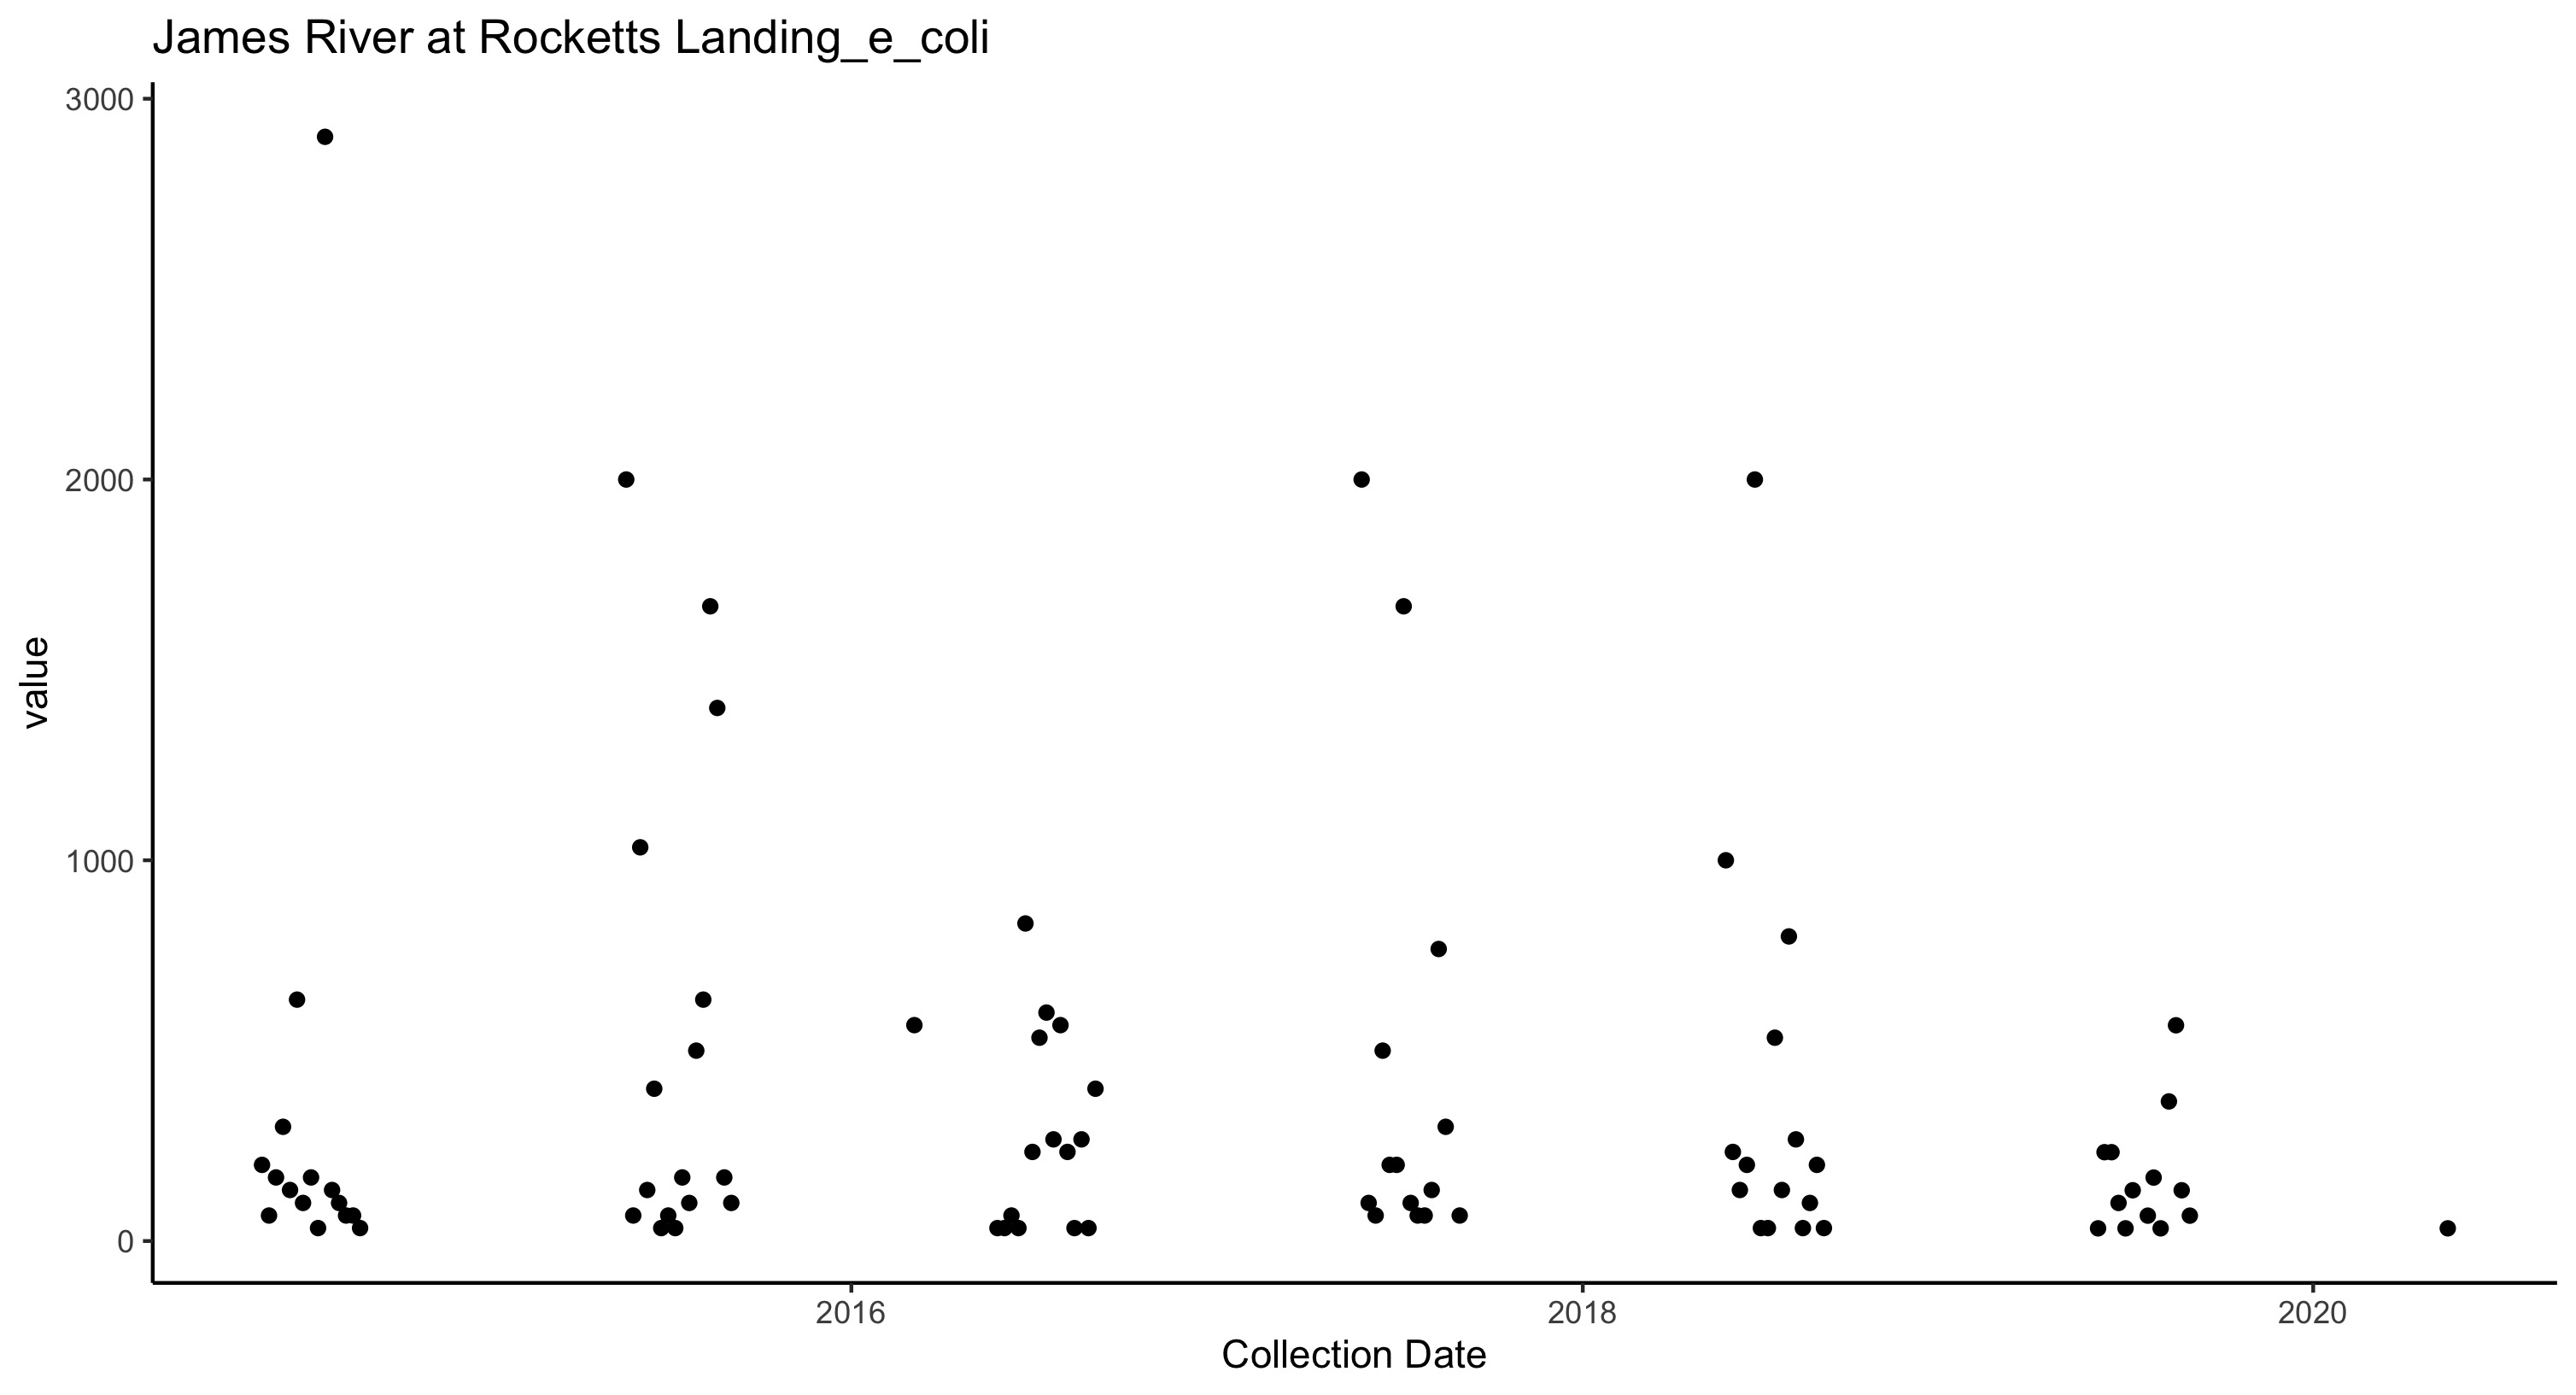 James River at Rocketts Landing_e_coli
3000
2000
1000
0
value
2016
2018
2020
Collection Date